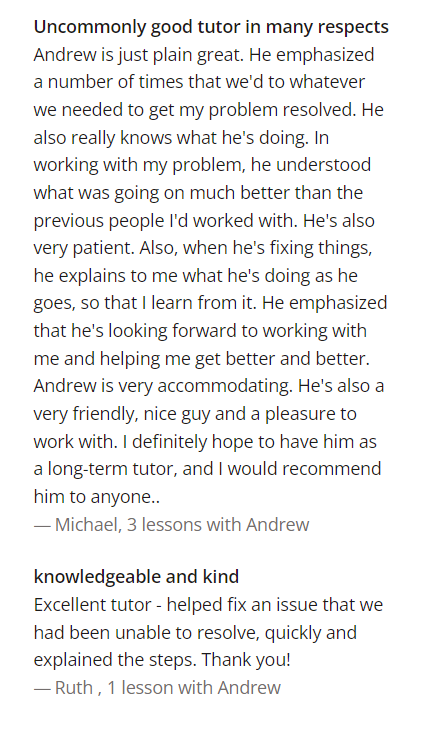 Uncommonly good tutor in many respects
Andrew is just plain great. He emphasized
a number of times that we'd to whatever
we needed to get my problem resolved. He
also really knows what he's doing. In
working with my problem, he understood
what was going on much better than the
previous people I'd worked with. He's also
very patient. Also, when he's fixing things,
he explains to me what he's doing as he
goes, so that I learn from it. He emphasized
that he's looking forward to working with
me and helping me get better and better.
Andrew is very accommodating. He's also a
very friendly, nice guy and a pleasure to
work with. I definitely hope to have him as
a long-term tutor, and I would recommend
him to anyone..
— Michael, 3 lessons with Andrew
knowledgeable and kind
Excellent tutor - helped fix an issue that we
had been unable to resolve, quickly and
explained the steps. Thank you!
— Ruth , 1 lesson with Andrew